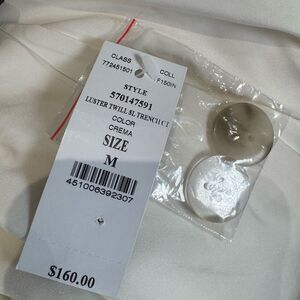 CLASS
772451501
COLL
F150IN
STYLE
570147591
LUSTER TWILL SL TRENCH CT
COLOR
CREMA
SIZE
M
451006392307
$160.00